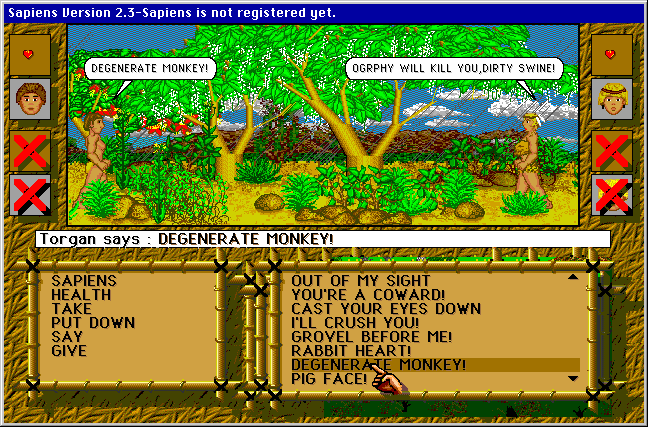 Sapiens Version 2.3-Sapiens is not registered yet.
DEGENERATE MONKEY!
OGRPHY WILL KILL YOU,DIRTY SWINE!
Torgan says : DEGENERATE MONKEY!
SAPIENS
HEALTH
TAKE
PUT DOWN
SAY
GIVE
OUT OF MY SIGHT
YOU'RE A COWARD!
CAST YOUR EYES DOWN
I'LL CRUSH YOU!
GROVEL BEFORE ME!
RABBIT HEART!
DEGENERATE MONKEY!
PIG FACE!